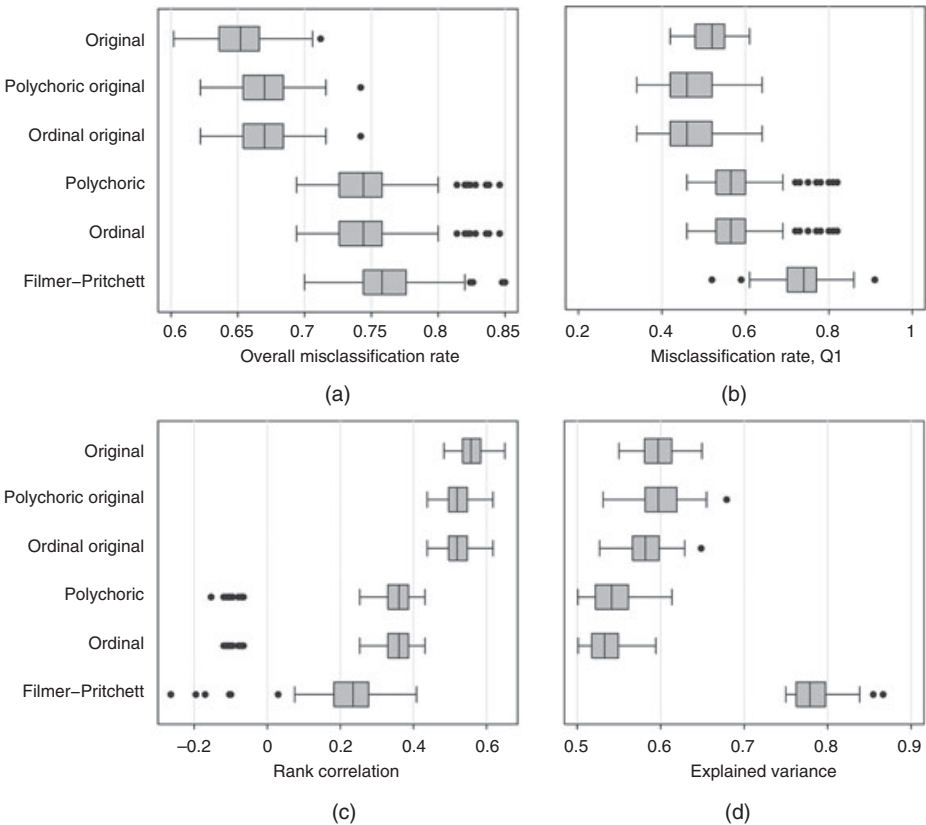 Original
Polychoric original
Ordinal original
Polychoric
Ordinal
Filmer–Pritchett
0.6 0.65 0.7 0.75 0.8 0.85
Overall misclassification rate
(a)
0.2 0.4 0.6 0.8 1
Misclassification rate, Q1
(b)
Original
Polychoric original
Ordinal original
Polychoric
Ordinal
Filmer–Pritchett
−0.2 0 0.2 0.4 0.6
Rank correlation
(c)
0.5 0.6 0.7 0.8 0.9
Explained variance
(d)